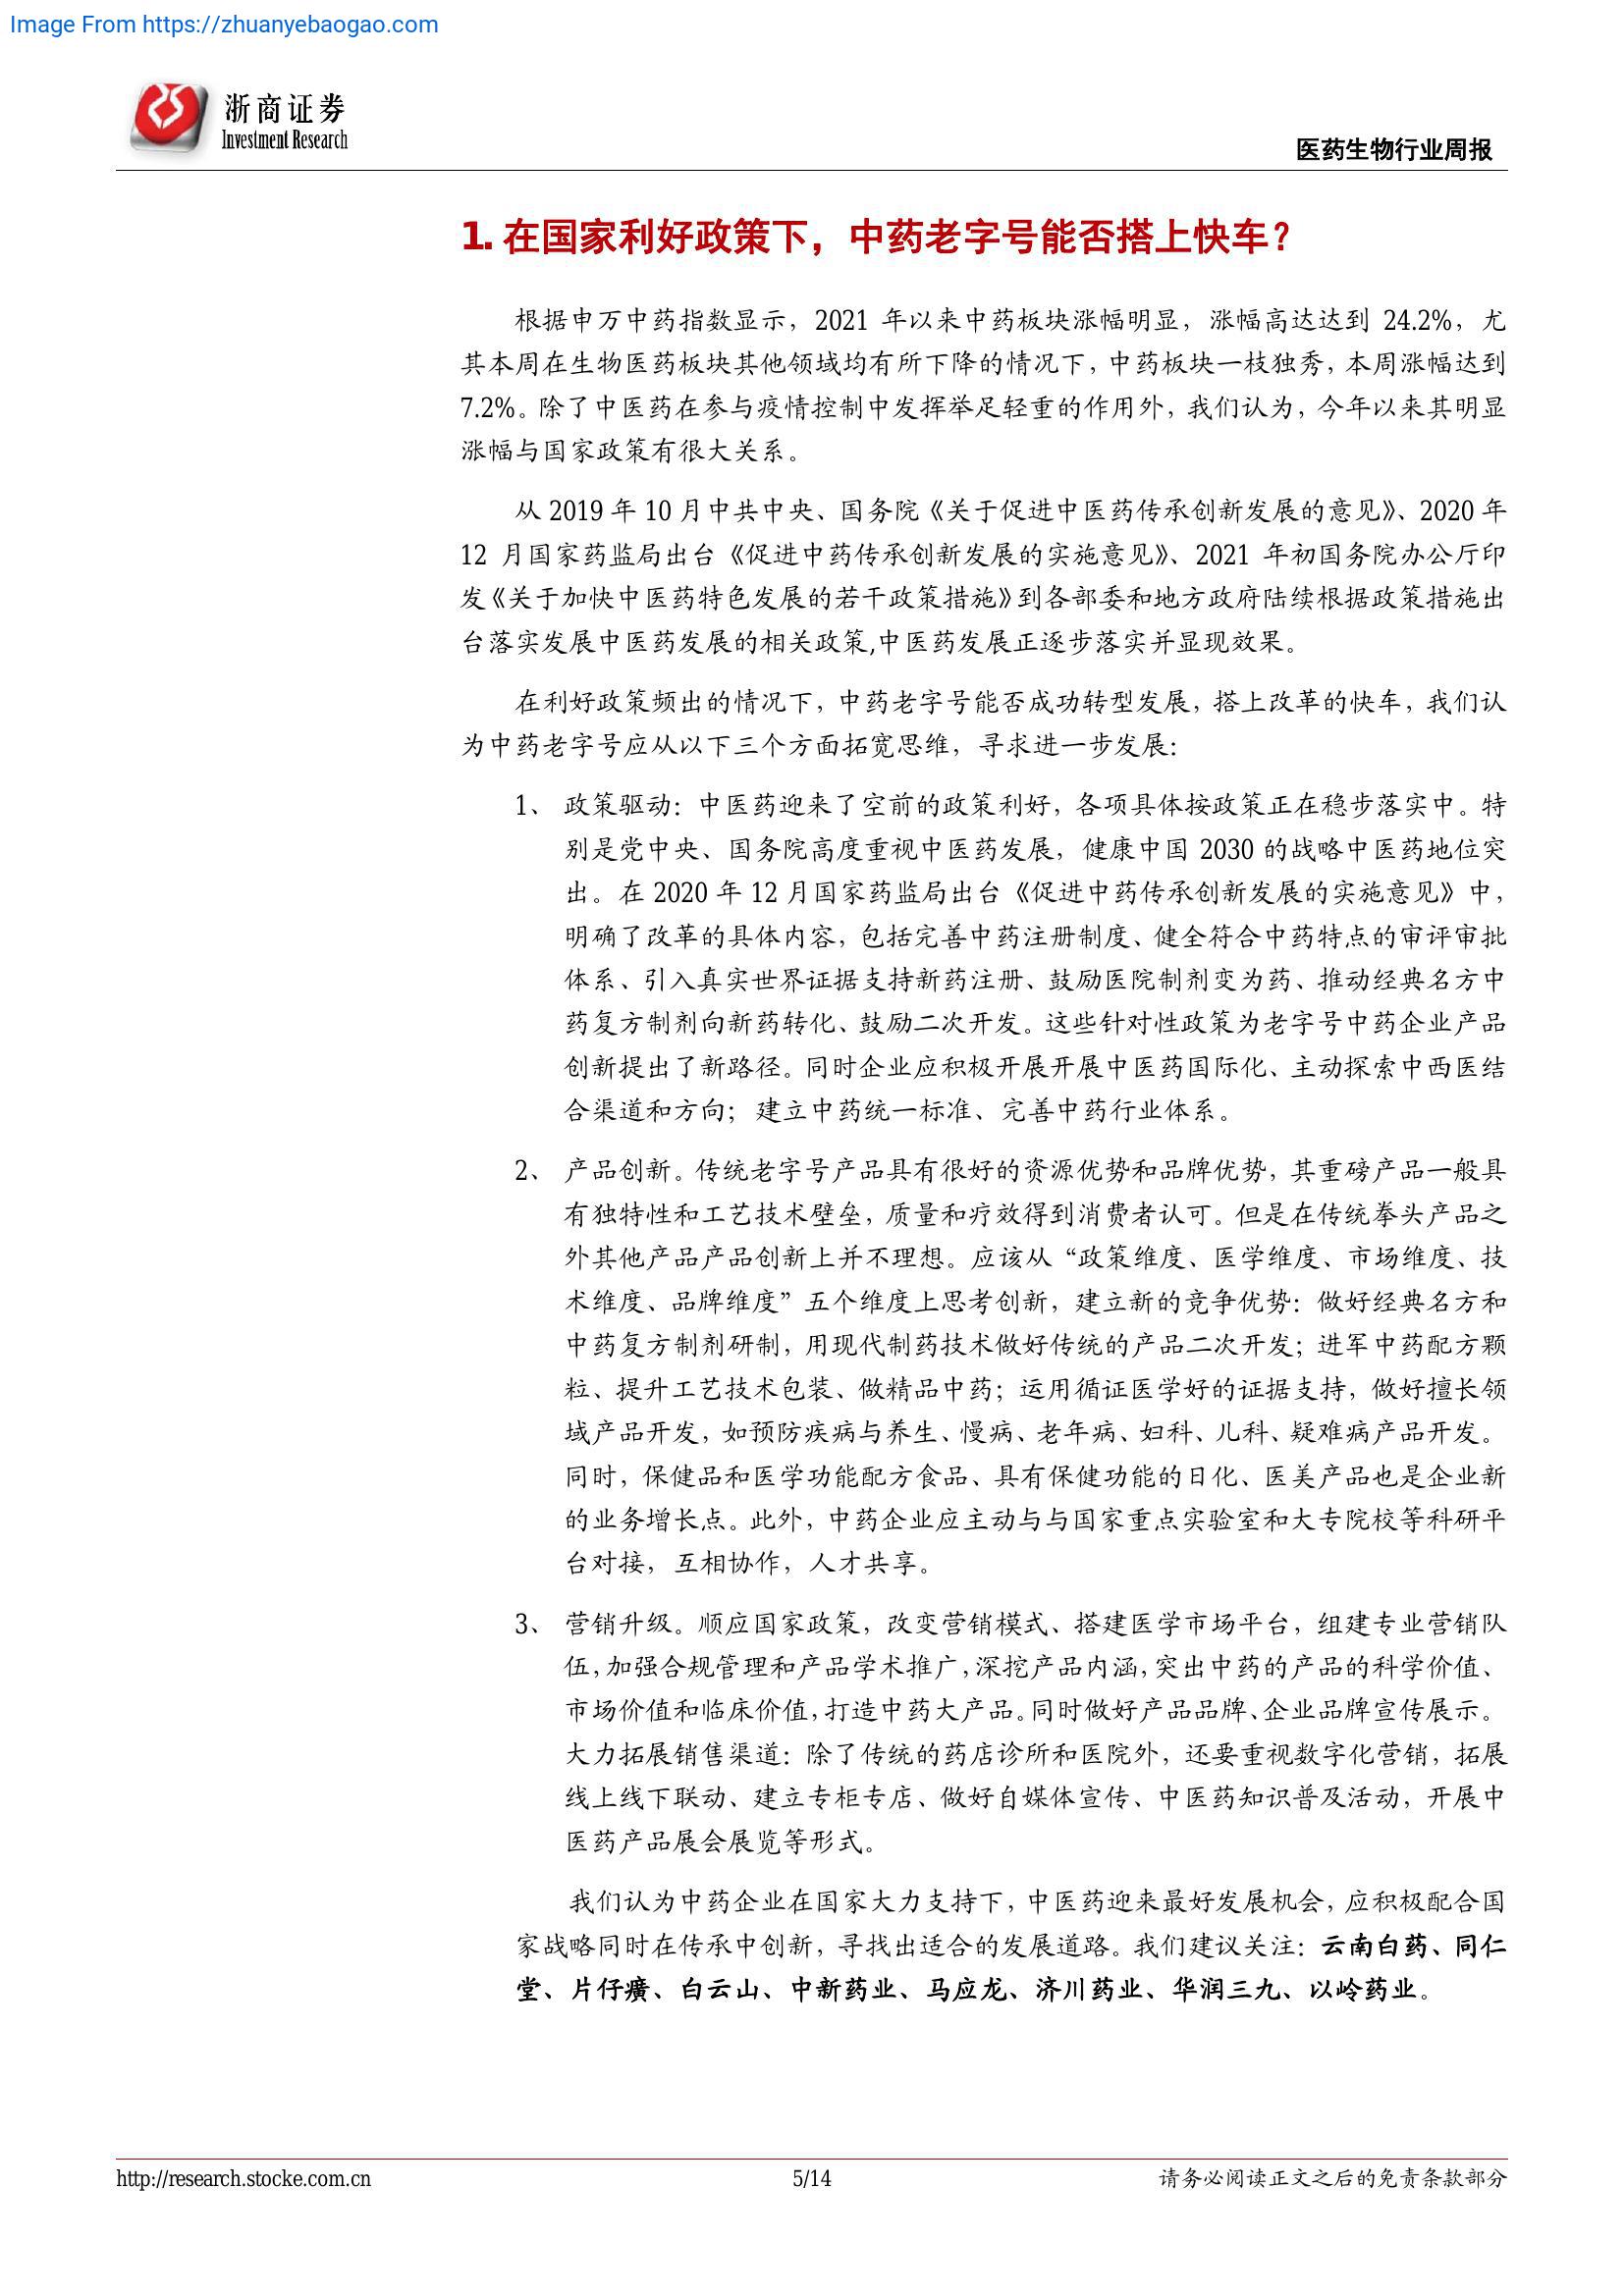 Image From https://zhuanyebaogao.com
浙商证券
Investment Research
医药生物行业周报
1. 在国家利好政策下，中药老字号能否搭上快车？
根据申万中药指数显示，2021 年以来中药板块涨幅明显，涨幅高达达到 24.2%，尤
其本周在生物医药板块其他领域均有所下降的情况下，中药板块一枝独秀，本周涨幅达到
7.2%。除了中医药在参与疫情控制中发挥举足轻重的作用外，我们认为，今年以来其明显
涨幅与国家政策有很大关系。
从 2019 年 10 月中共中央、国务院《关于促进中医药传承创新发展的意见》、2020 年
12 月国家药监局出台《促进中药传承创新发展的实施意见》、2021 年初国务院办公厅印
发《关于加快中医药特色发展的若干政策措施》到各部委和地方政府陆续根据政策措施出
台落实发展中医药发展的相关政策,中医药发展正逐步落实并显现效果。
在利好政策频出的情况下，中药老字号能否成功转型发展，搭上改革的快车，我们认
为中药老字号应从以下三个方面拓宽思维，寻求进一步发展：
1、 政策驱动：中医药迎来了空前的政策利好，各项具体按政策正在稳步落实中。特
别是党中央、国务院高度重视中医药发展，健康中国 2030 的战略中医药地位突
出。在 2020 年 12 月国家药监局出台《促进中药传承创新发展的实施意见》中，
明确了改革的具体内容，包括完善中药注册制度、健全符合中药特点的审评审批
体系、引入真实世界证据支持新药注册、鼓励医院制剂变为药、推动经典名方中
药复方制剂向新药转化、鼓励二次开发。这些针对性政策为老字号中药企业产品
创新提出了新路径。同时企业应积极开展开展中医药国际化、主动探索中西医结
合渠道和方向；建立中药统一标准、完善中药行业体系。
2、 产品创新。传统老字号产品具有很好的资源优势和品牌优势，其重磅产品一般具
有独特性和工艺技术壁垒，质量和疗效得到消费者认可。但是在传统拳头产品之
外其他产品产品创新上并不理想。应该从“政策维度、医学维度、市场维度、技
术维度、品牌维度”五个维度上思考创新，建立新的竞争优势：做好经典名方和
中药复方制剂研制，用现代制药技术做好传统的产品二次开发；进军中药配方颗
粒、提升工艺技术包装、做精品中药；运用循证医学好的证据支持，做好擅长领
域产品开发，如预防疾病与养生、慢病、老年病、妇科、儿科、疑难病产品开发。
同时，保健品和医学功能配方食品、具有保健功能的日化、医美产品也是企业新
的业务增长点。此外，中药企业应主动与与国家重点实验室和大专院校等科研平
台对接，互相协作，人才共享。
3、 营销升级。顺应国家政策，改变营销模式、搭建医学市场平台，组建专业营销队
伍，加强合规管理和产品学术推广，深挖产品内涵，突出中药的产品的科学价值、
市场价值和临床价值，打造中药大产品。同时做好产品品牌、企业品牌宣传展示。
大力拓展销售渠道：除了传统的药店诊所和医院外，还要重视数字化营销，拓展
线上线下联动、建立专柜专店、做好自媒体宣传、中医药知识普及活动，开展中
医药产品展会展览等形式。
我们认为中药企业在国家大力支持下，中医药迎来最好发展机会，应积极配合国
家战略同时在传承中创新，寻找出适合的发展道路。我们建议关注：云南白药、同仁
堂、片仔癀、白云山、中新药业、马应龙、济川药业、华润三九、以岭药业。
http://research.stocke.com.cn
5/14
请务必阅读正文之后的免责条款部分